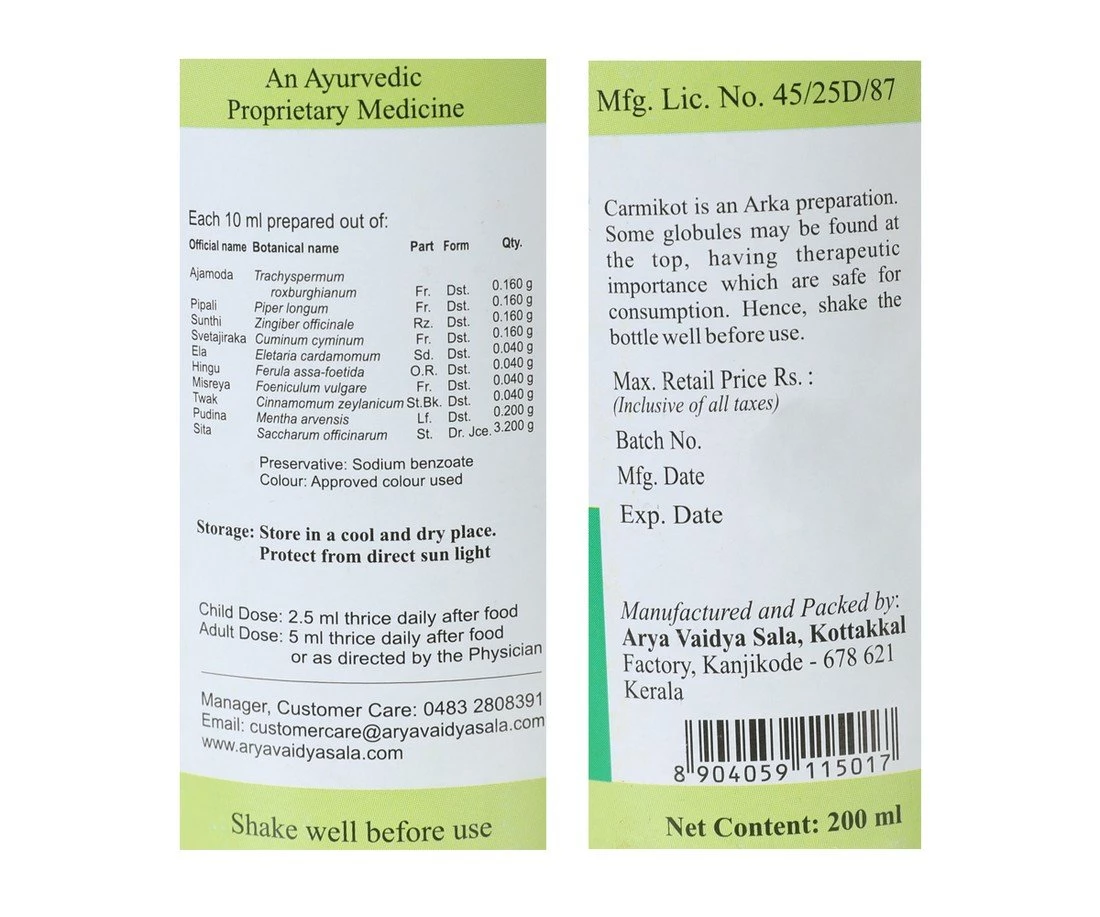 An Ayurvedic
Proprietary Medicine
Each 10 ml prepared out of:
Official name Botanical name Part Form Qty.
Ajamoda Trachyspermum
roxburghianum Fr. Dst. 0.160 g
Pipali Piper longum Fr. Dst. 0.160 g
Sunthi Zingiber officinale Rz. Dst. 0.160 g
Svetajiraka Cuminum cyminum Fr. Dst. 0.160 g
Ela Eletaria cardamomum Sd. Dst. 0.040 g
Hingu Ferula assa-foetida O.R. Dst. 0.040 g
Misreya Foeniculum vulgare Fr. Dst. 0.040 g
Twak Cinnamomum zeylanicum St.Bk. Dst. 0.040 g
Pudina Mentha arvensis Lf. Dst. 0.200 g
Sita Saccharum officinarum St. Dr. Jce. 3.200 g
Preservative: Sodium benzoate
Colour: Approved colour used
Storage: Store in a cool and dry place.
Protect from direct sun light
Child Dose: 2.5 ml thrice daily after food
Adult Dose: 5 ml thrice daily after food
or as directed by the Physician
Manager, Customer Care: 0483 2808391
Email: customercare@aryavaidyasala.com
www.aryavaidyasala.com
Shake well before use
Mfg. Lic. No. 45/25D/87
Carmikot is an Arka preparation.
Some globules may be found at
the top, having therapeutic
importance which are safe for
consumption. Hence, shake the
bottle well before use.
Max. Retail Price Rs. :
(Inclusive of all taxes)
Batch No.
Mfg. Date
Exp. Date
Manufactured and Packed by:
Arya Vaidya Sala, Kottakkal
Factory, Kanjikode - 678 621
Kerala
8 904059 115017
Net Content: 200 ml